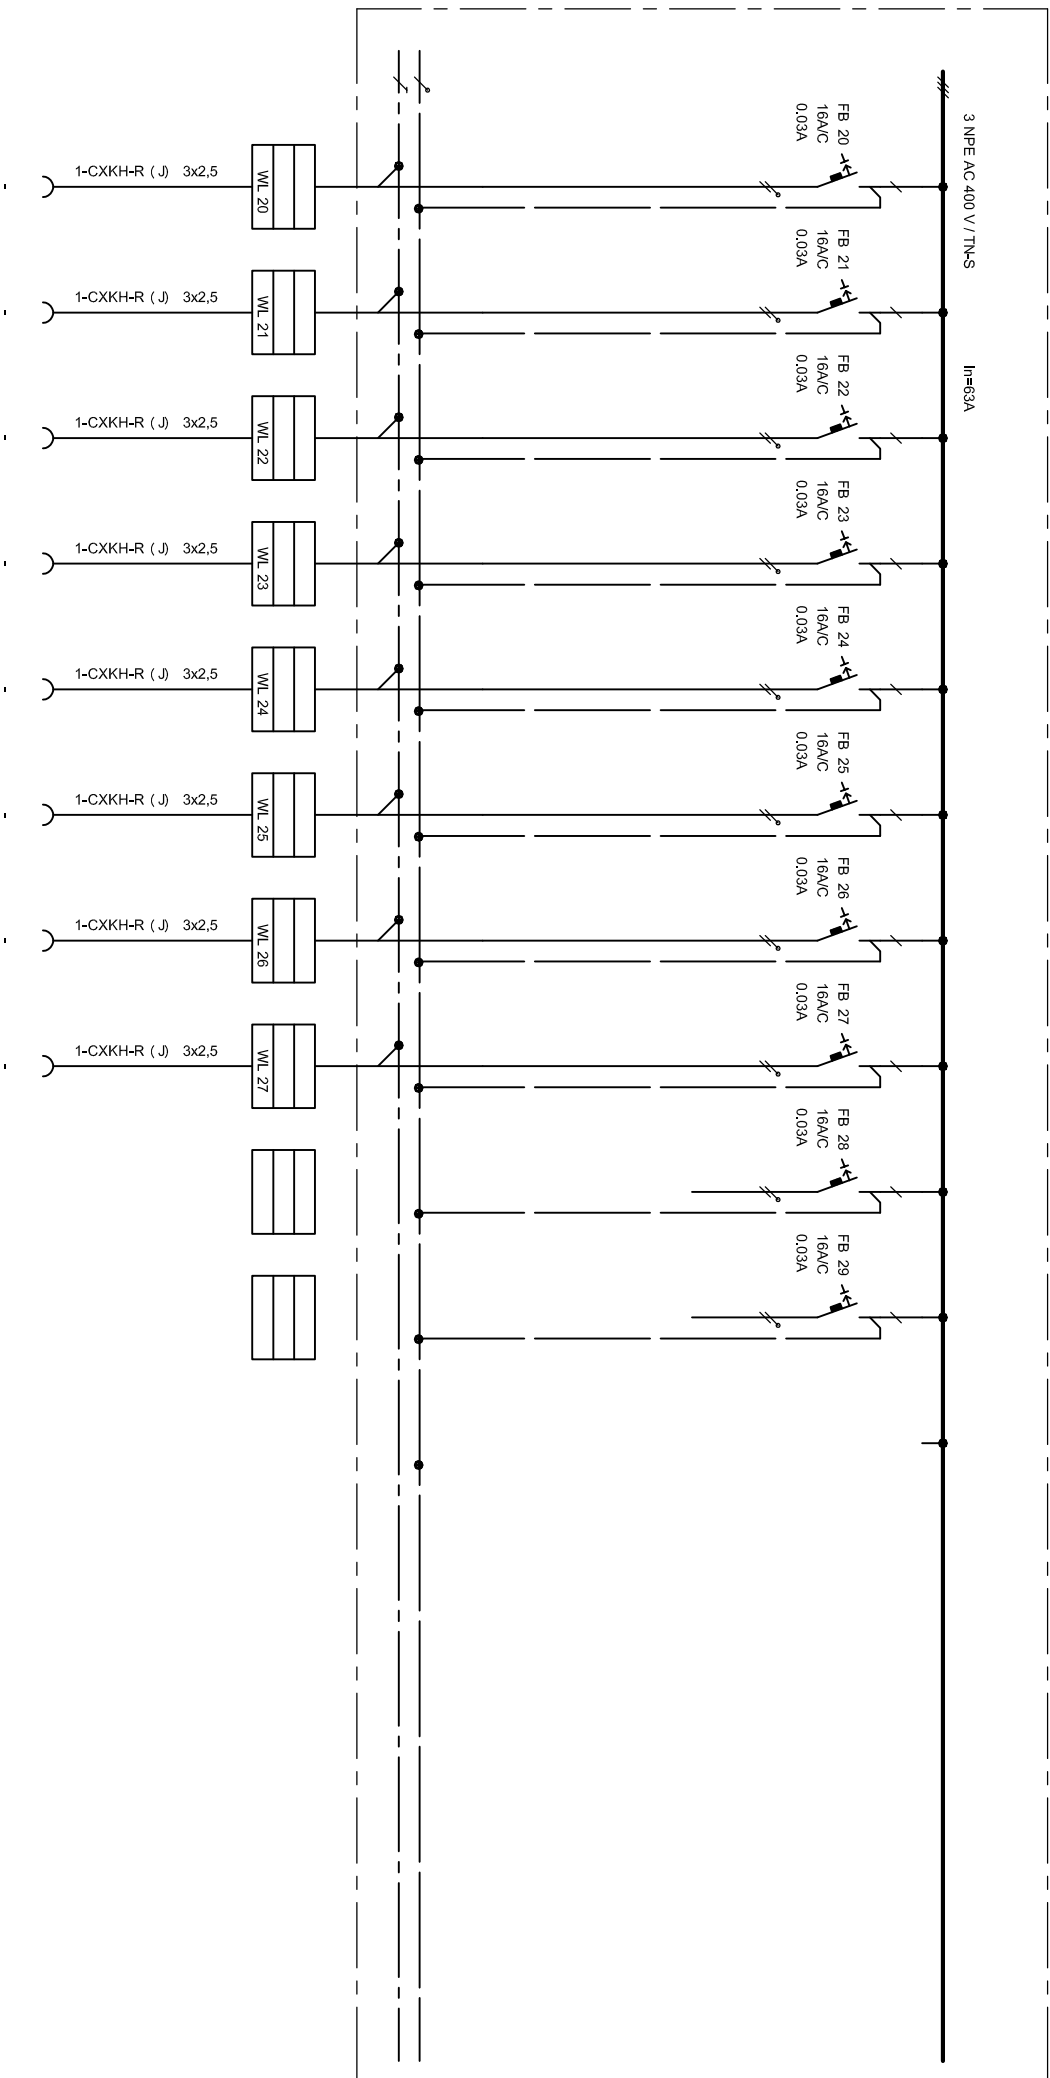 3 NPE AC 400 V / TN-S In=63A
FB 20
16A/C
0.03A
FB 21
16A/C
0.03A
FB 22
16A/C
0.03A
FB 23
16A/C
0.03A
FB 24
16A/C
0.03A
FB 25
16A/C
0.03A
FB 26
16A/C
0.03A
FB 27
16A/C
0.03A
FB 28
16A/C
0.03A
FB 29
16A/C
0.03A
WL 20
WL 21
WL 22
WL 23
WL 24
WL 25
WL 26
WL 27
1-CXKH-R ( J) 3x2,5
1-CXKH-R ( J) 3x2,5
1-CXKH-R ( J) 3x2,5
1-CXKH-R ( J) 3x2,5
1-CXKH-R ( J) 3x2,5
1-CXKH-R ( J) 3x2,5
1-CXKH-R ( J) 3x2,5
1-CXKH-R ( J) 3x2,5